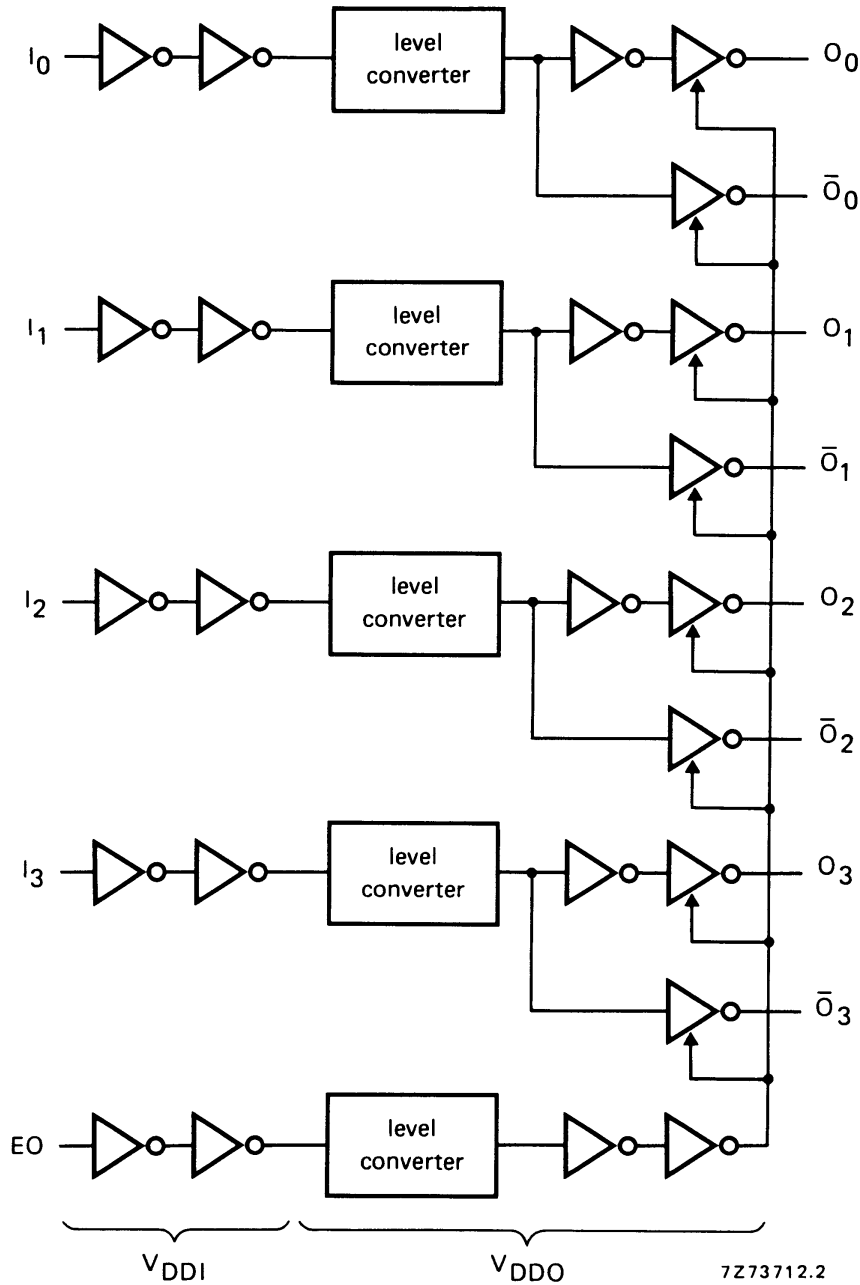 I0
level
converter
O0
Ō0
I1
level
converter
O1
Ō1
I2
level
converter
O2
Ō2
I3
level
converter
O3
Ō3
EO
level
converter
VDDI
VDDO
7Z73712.2